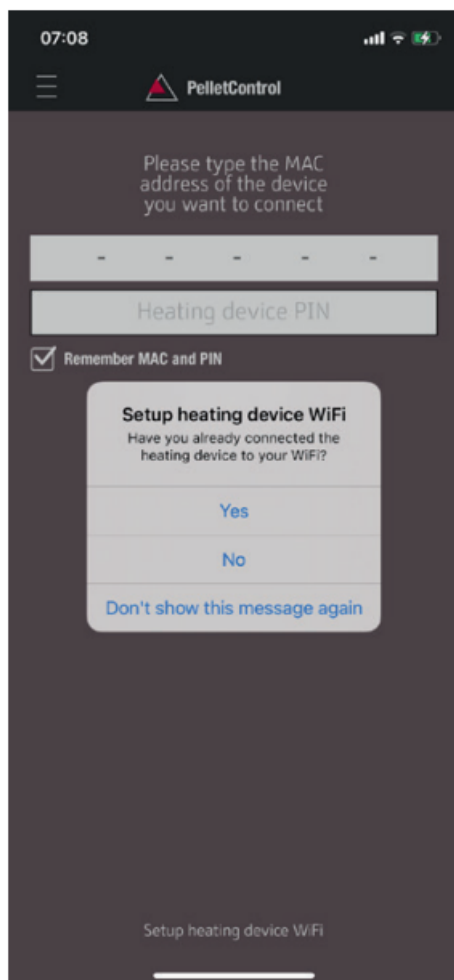 07:08
PelletControl
Please type the MAC
address of the device
you want to connect
- - - - -
Heating device PIN
Remember MAC and PIN
Setup heating device WiFi
Have you already connected the
heating device to your WiFi?
Yes
No
Don't show this message again
Setup heating device WiFi